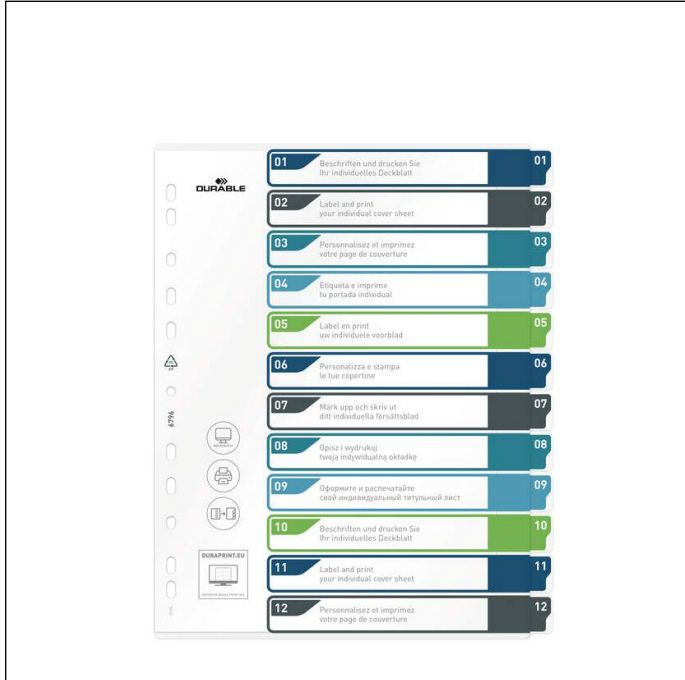 DURABLE
6796
DURAPRINT.EU
01
Beschriften und drucken Sie
Ihr individuelles Deckblatt
01
02
Label and print
your individual cover sheet
02
03
Personnalisez et imprimez
votre page de couverture
03
04
Etiqueta e imprime
tu portada individual
04
05
Label en print
uw individuele voorblad
05
06
Personalizza e stampa
le tue copertine
06
07
Märk upp och skriv ut
ditt individuella försättsblad
07
08
Opisz i wydrukuj
twoją indywidualną okładkę
08
09
Оформите и распечатайте
свой индивидуальный титульный лист
09
10
Beschriften und drucken Sie
Ihr individuelles Deckblatt
10
11
Label and print
your individual cover sheet
11
12
Personnalisez et imprimez
votre page de couverture
12